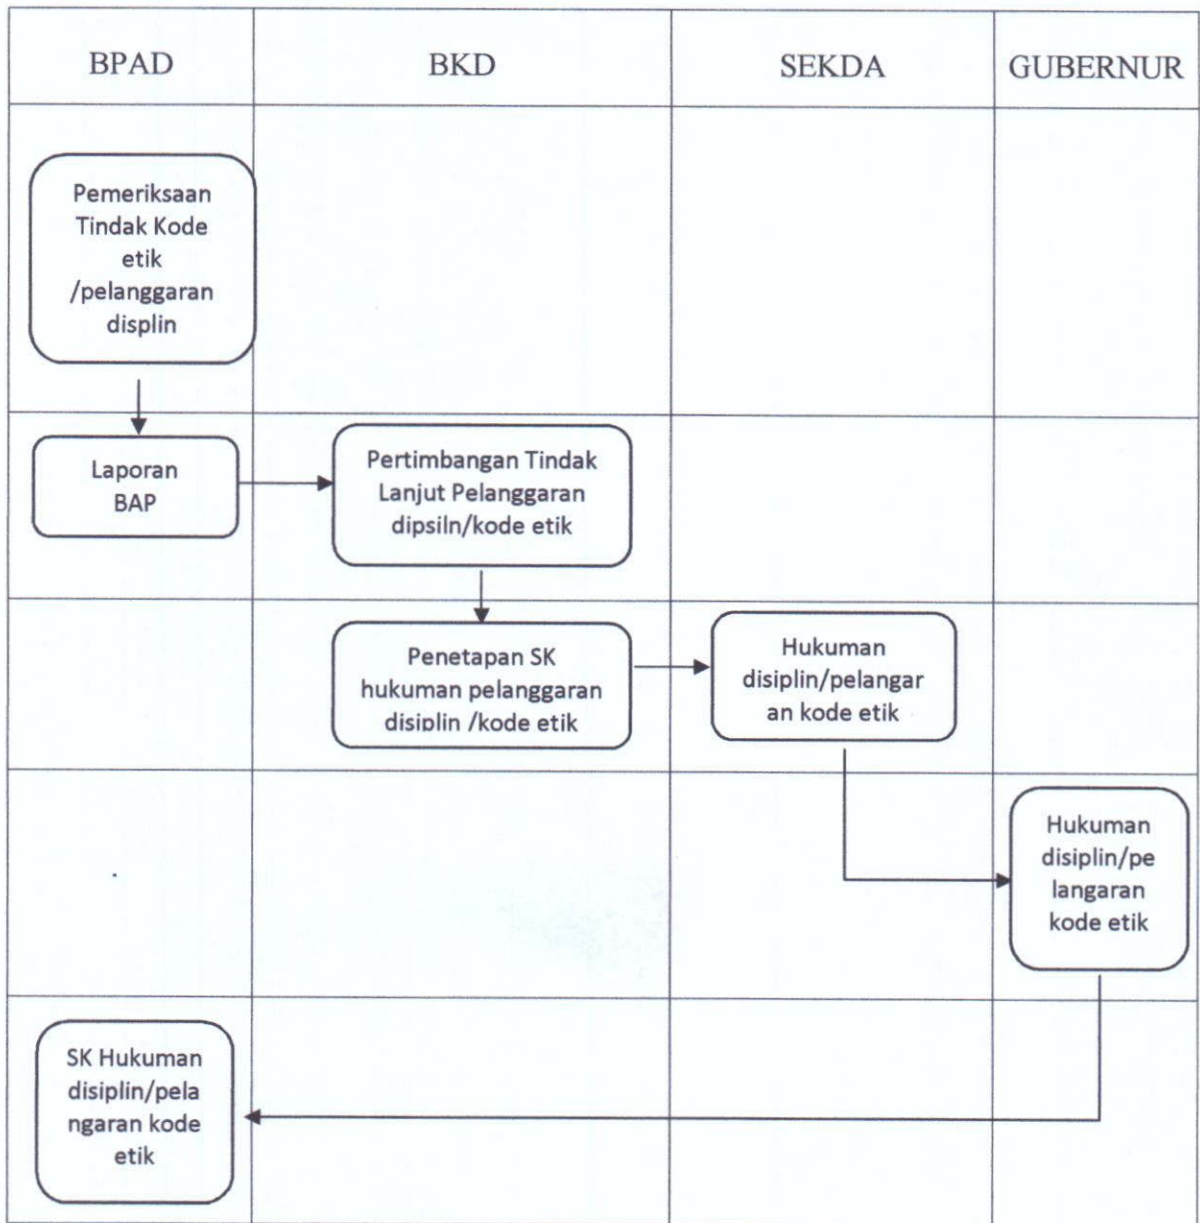 BPAD
BKD
SEKDA
GUBERNUR
Pemeriksaan
Tindak Kode
etik
/pelanggaran
displin
Laporan
BAP
Pertimbangan Tindak
Lanjut Pelanggaran
dipsiln/kode etik
Penetapan SK
hukuman pelanggaran
disiplin /kode etik
Hukuman
disiplin/pelangar
an kode etik
Hukuman
disiplin/pe
langaran
kode etik
SK Hukuman
disiplin/pela
ngaran kode
etik